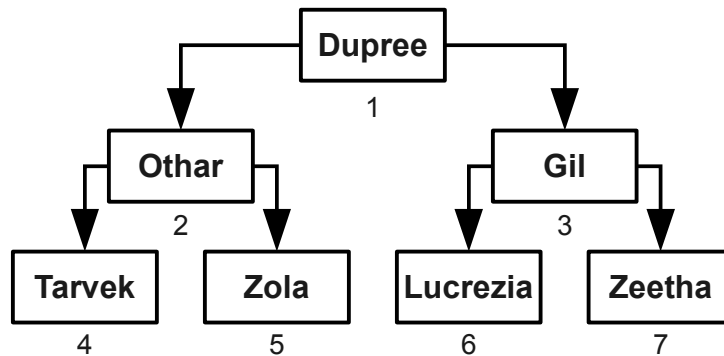 Dupree
1
Othar
Gil
2
3
Tarvek
Zola
Lucrezia
Zeetha
4
5
6
7